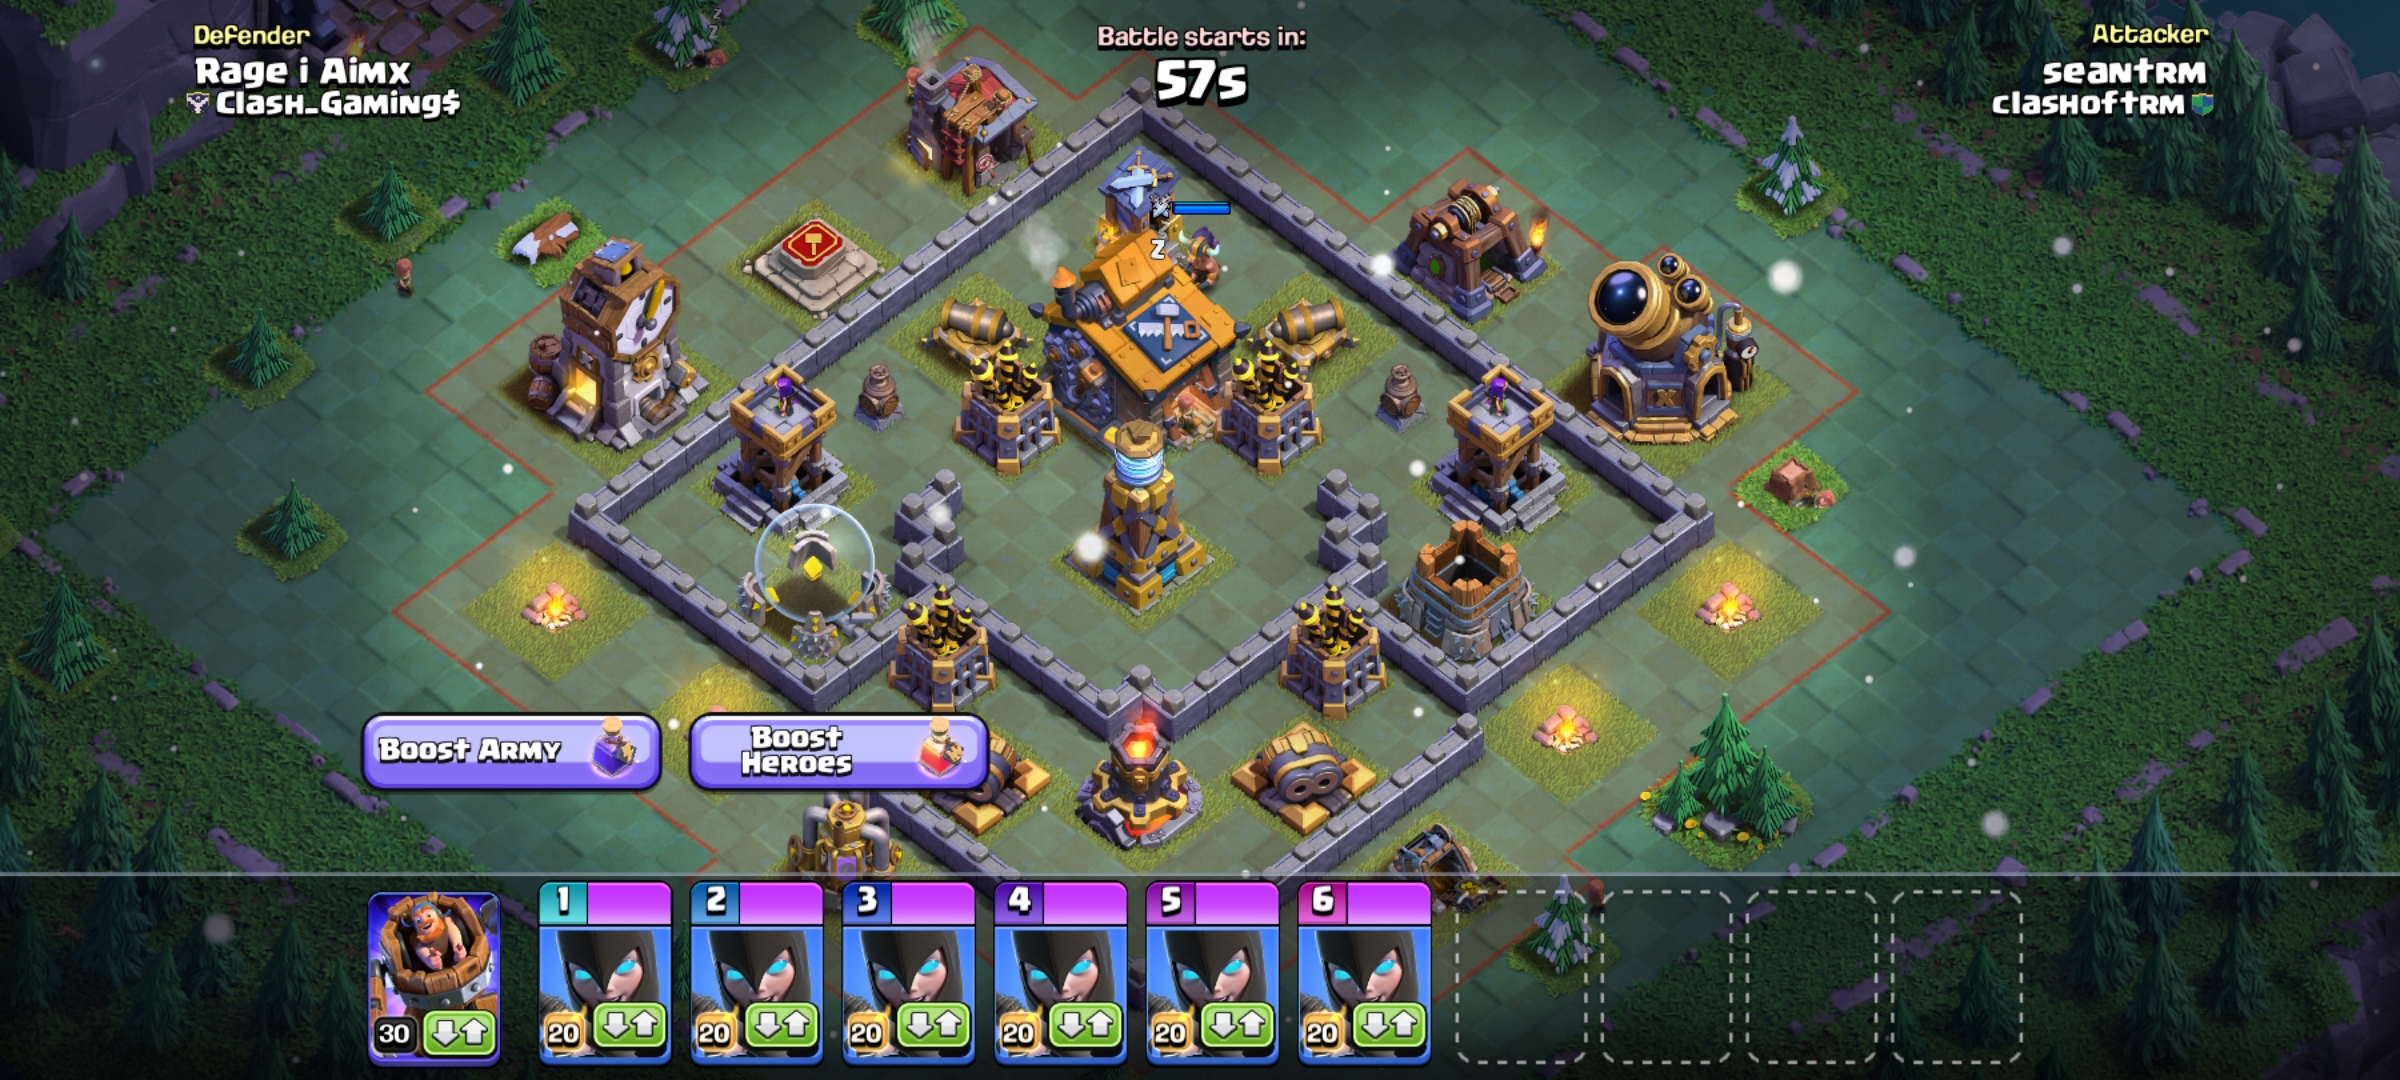 Defender
Rage i Aimx
Clash_Gaming$
Battle starts in:
57s
Attacker
seantRM
clashoftRM
Z
Z
Z
Boost Army
Boost
Heroes
1
2
3
4
5
6
30
20
20
20
20
20
20